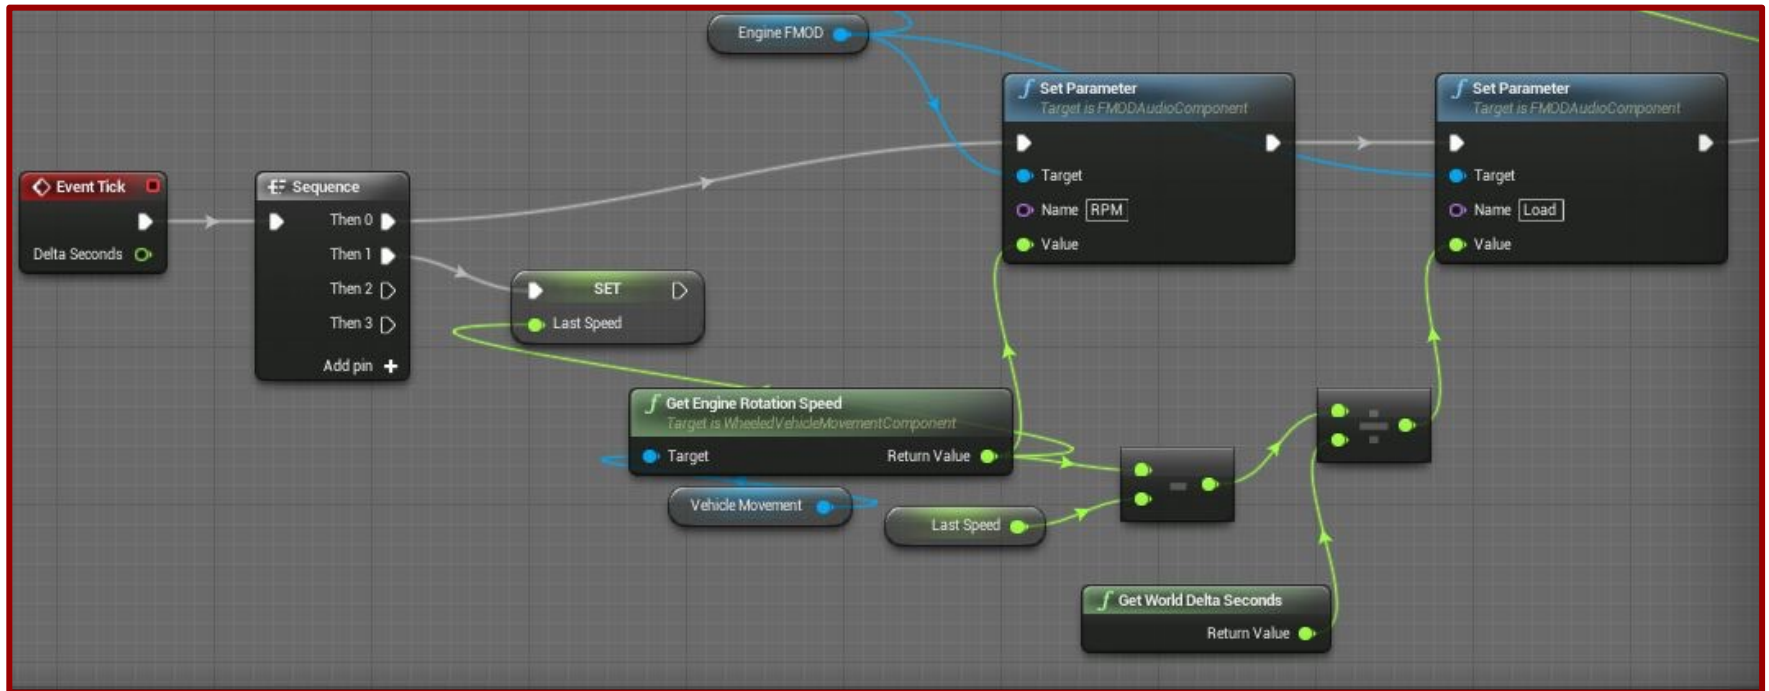 Engine FMOD
Set Parameter
Target is FMODAudioComponent
Target
Name RPM
Value
Set Parameter
Target is FMODAudioComponent
Target
Name Load
Value
Event Tick
Delta Seconds
Sequence
Then 0
Then 1
Then 2
Then 3
Add pin +
SET
Last Speed
Get Engine Rotation Speed
Target is WheeledVehicleMovementComponent
Target Return Value
Vehicle Movement
Last Speed
Get World Delta Seconds
Return Value